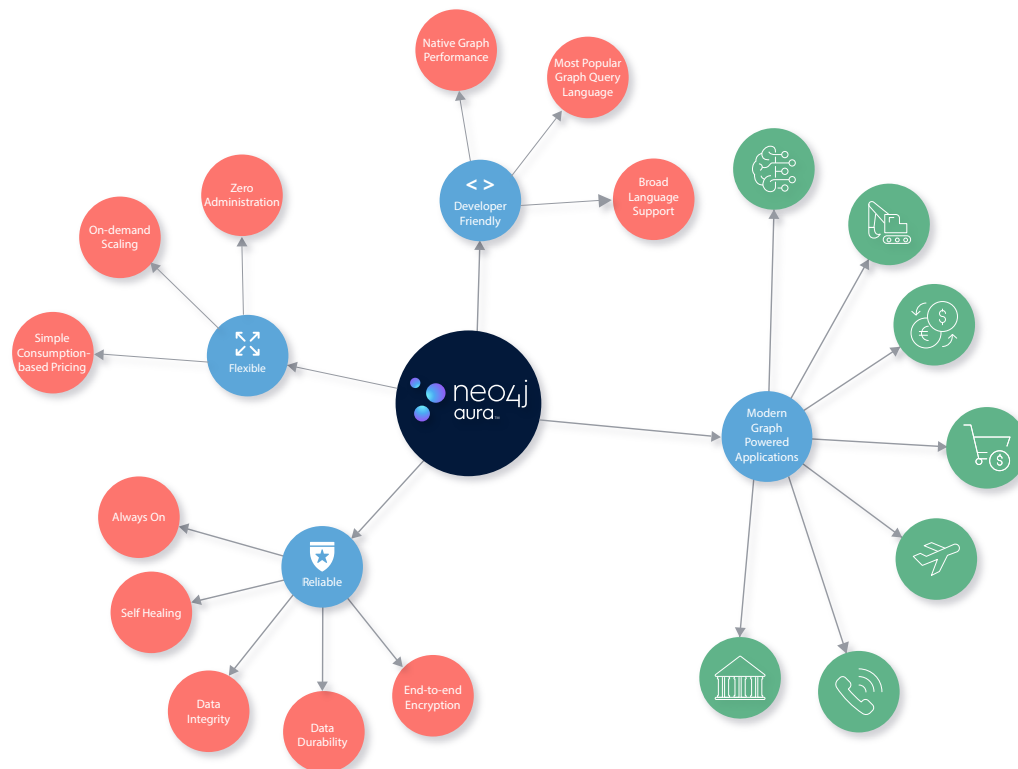 Native Graph
Performance
Most Popular
Graph Query
Language
< >
Developer
Friendly
Broad
Language
Support
Zero
Administration
On-demand
Scaling
Simple
Consumption-
based Pricing
Flexible
neo4j
aura
Modern
Graph
Powered
Applications
$
€
$
Always On
Reliable
Self Healing
Data
Integrity
Data
Durability
End-to-end
Encryption